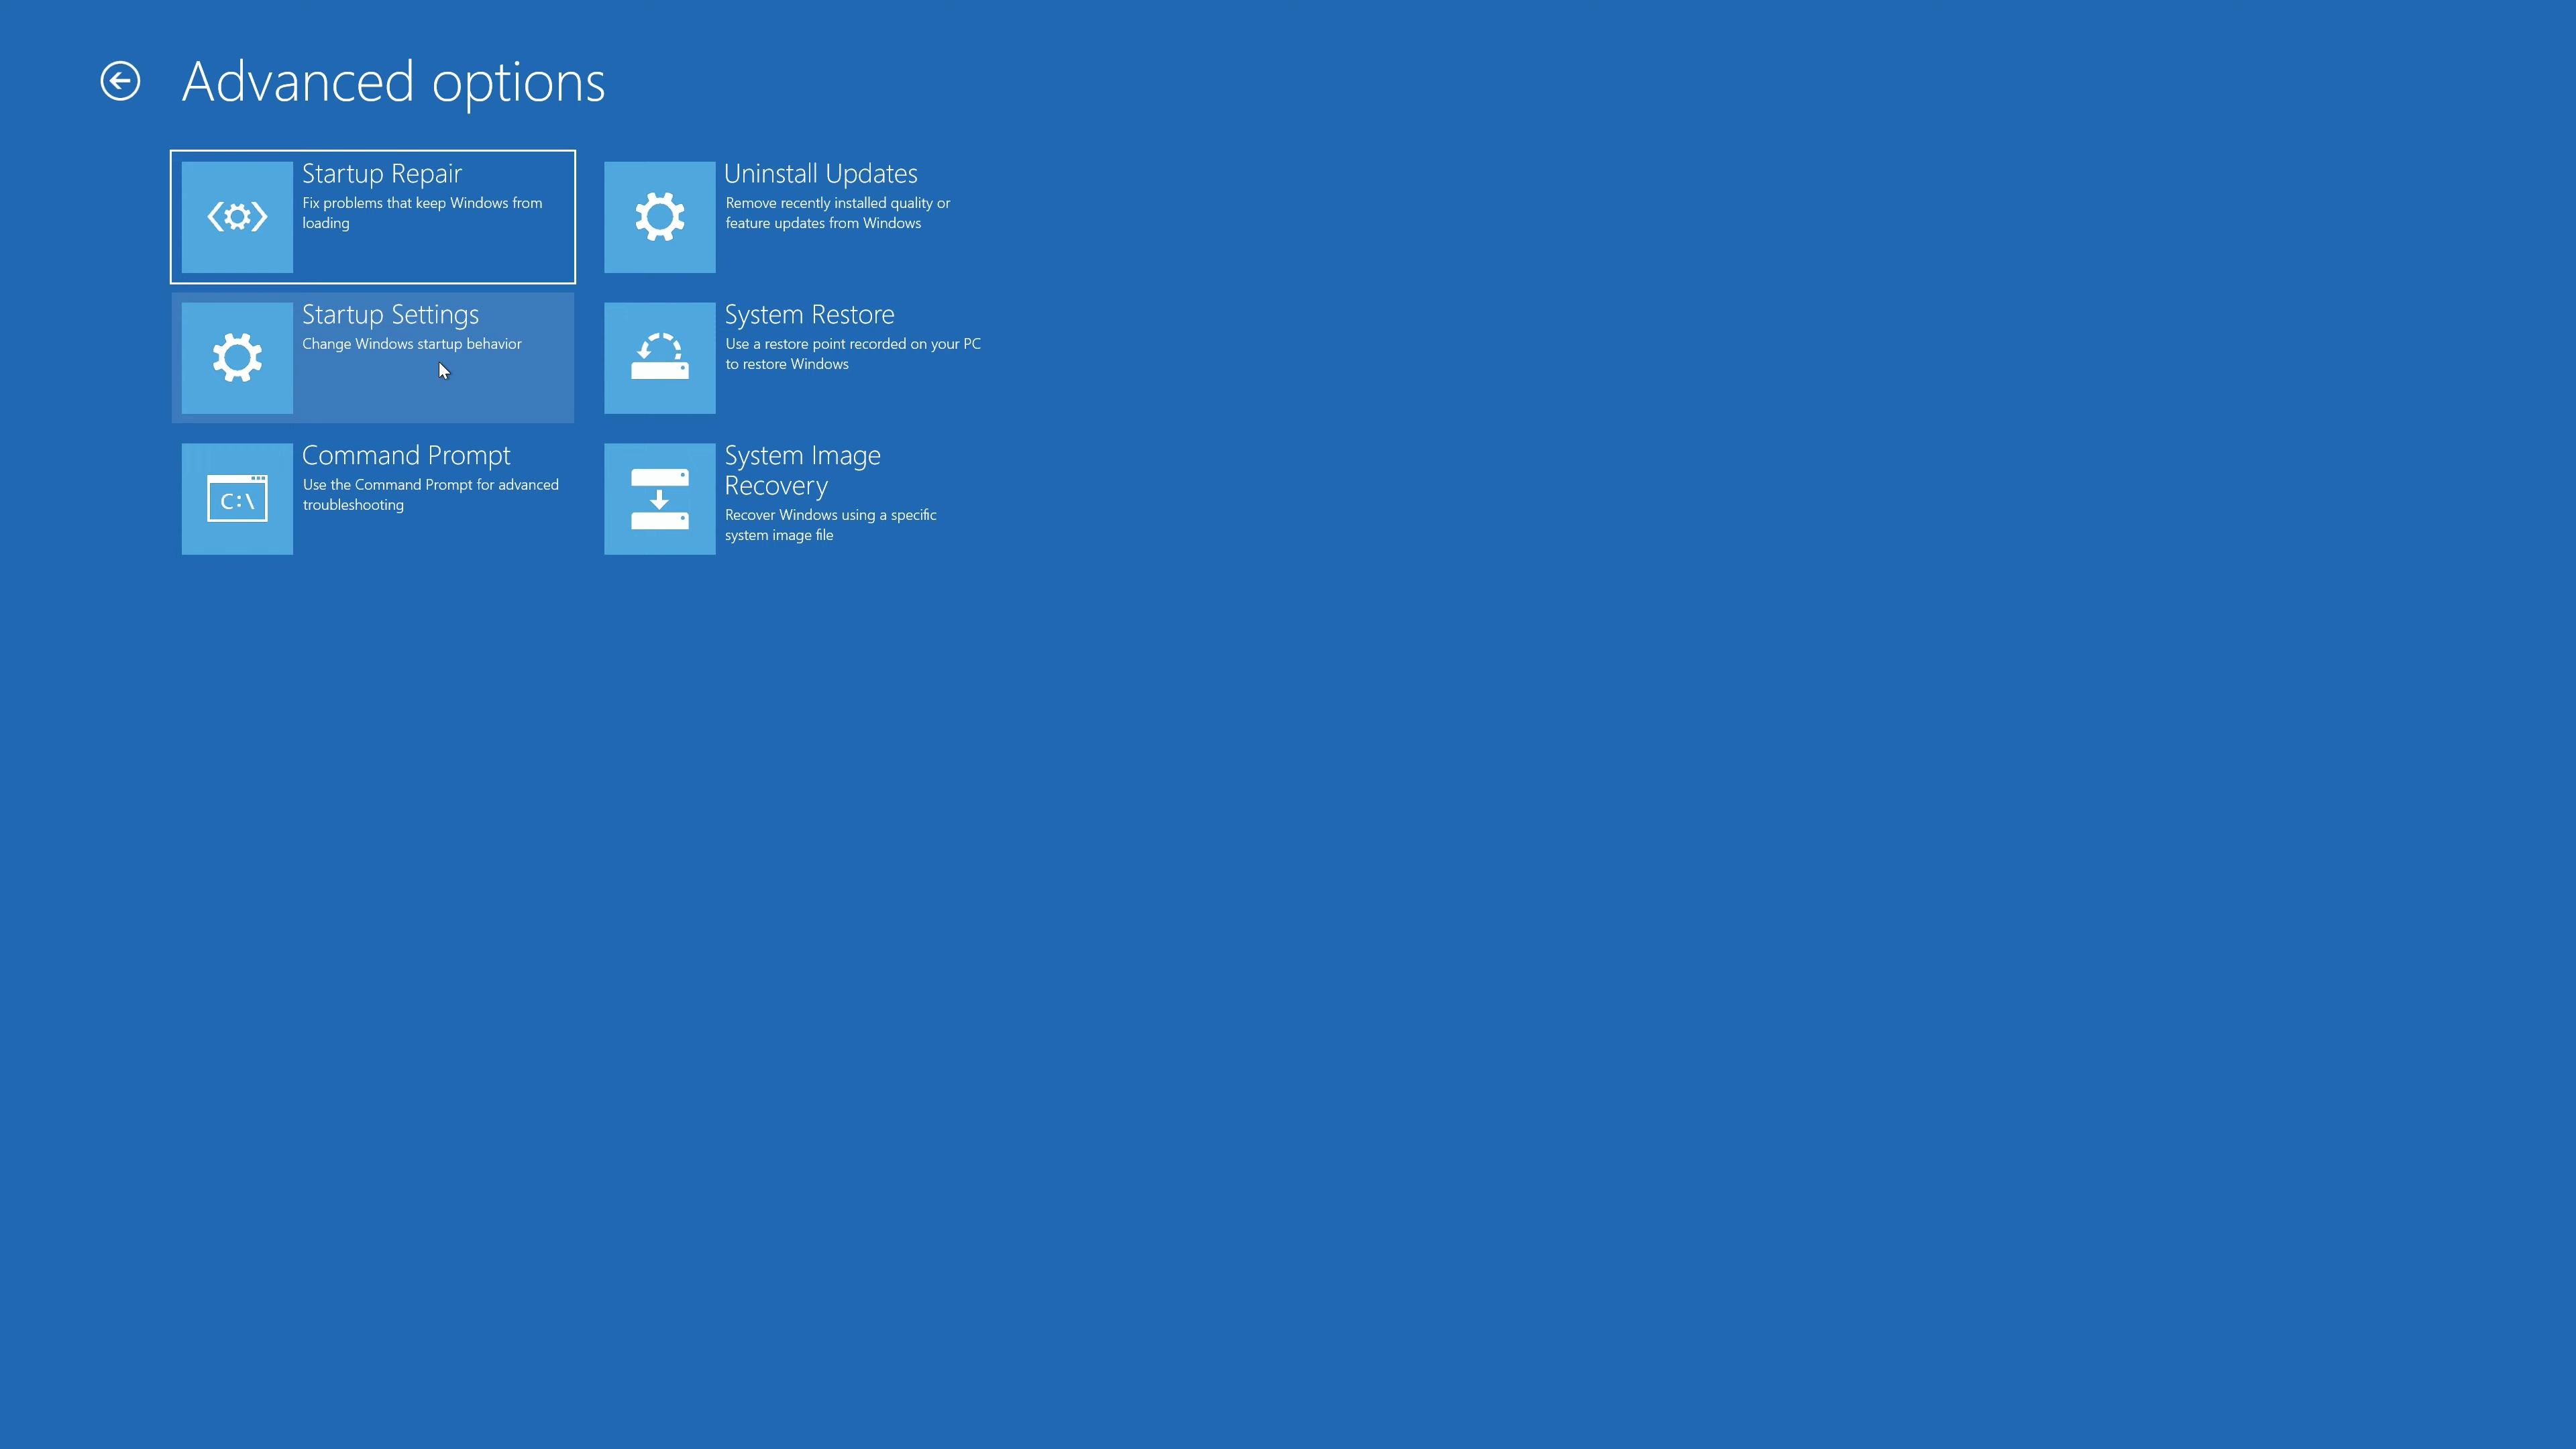 Advanced options
Startup Repair
Fix problems that keep Windows from
loading
Uninstall Updates
Remove recently installed quality or
feature updates from Windows
Startup Settings
Change Windows startup behavior
System Restore
Use a restore point recorded on your PC
to restore Windows
Command Prompt
Use the Command Prompt for advanced
troubleshooting
C:\
System Image
Recovery
Recover Windows using a specific
system image file